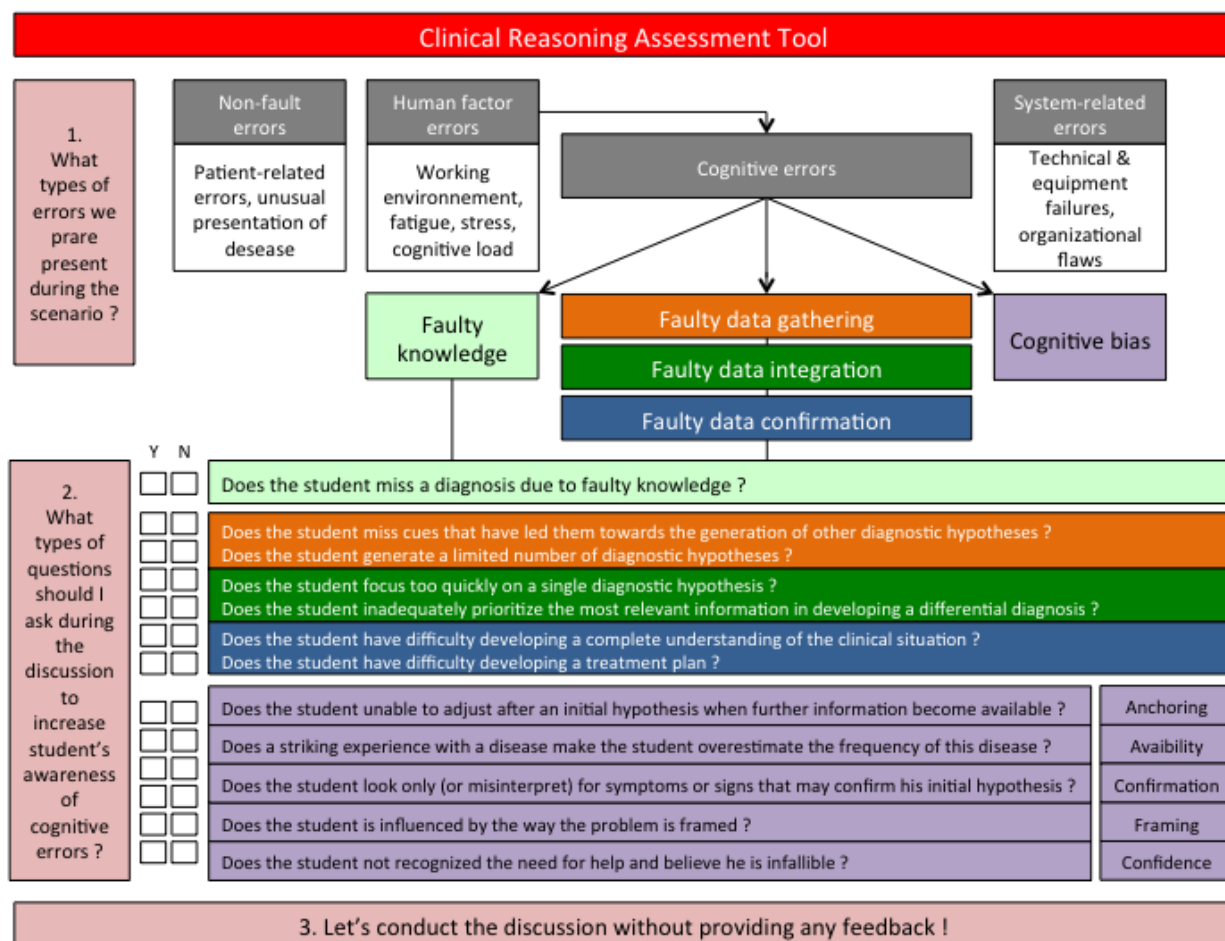 Clinical Reasoning Assessment Tool
1.
What
types of
errors we
prare
present
during the
scenario ?
Non-fault
errors
Patient-related
errors, unusual
presentation of
desease
Human factor
errors
Working
environnement,
fatigue, stress,
cognitive load
Cognitive errors
System-related
errors
Technical &
equipment
failures,
organizational
flaws
Faulty
knowledge
Faulty data gathering
Faulty data integration
Faulty data confirmation
Cognitive bias
2.
What
types of
questions
should I
ask during
the
discussion
to
increase
student's
awareness
of
cognitive
errors ?
Y N
Does the student miss a diagnosis due to faulty knowledge ?
Does the student miss cues that have led them towards the generation of other diagnostic hypotheses ?
Does the student generate a limited number of diagnostic hypotheses ?
Does the student focus too quickly on a single diagnostic hypothesis ?
Does the student inadequately prioritize the most relevant information in developing a differential diagnosis ?
Does the student have difficulty developing a complete understanding of the clinical situation ?
Does the student have difficulty developing a treatment plan ?
Does the student unable to adjust after an initial hypothesis when further information become available ? Anchoring
Does a striking experience with a disease make the student overestimate the frequency of this disease ? Avaibility
Does the student look only (or misinterpret) for symptoms or signs that may confirm his initial hypothesis ? Confirmation
Does the student is influenced by the way the problem is framed ? Framing
Does the student not recognized the need for help and believe he is infallible ? Confidence
3. Let's conduct the discussion without providing any feedback !